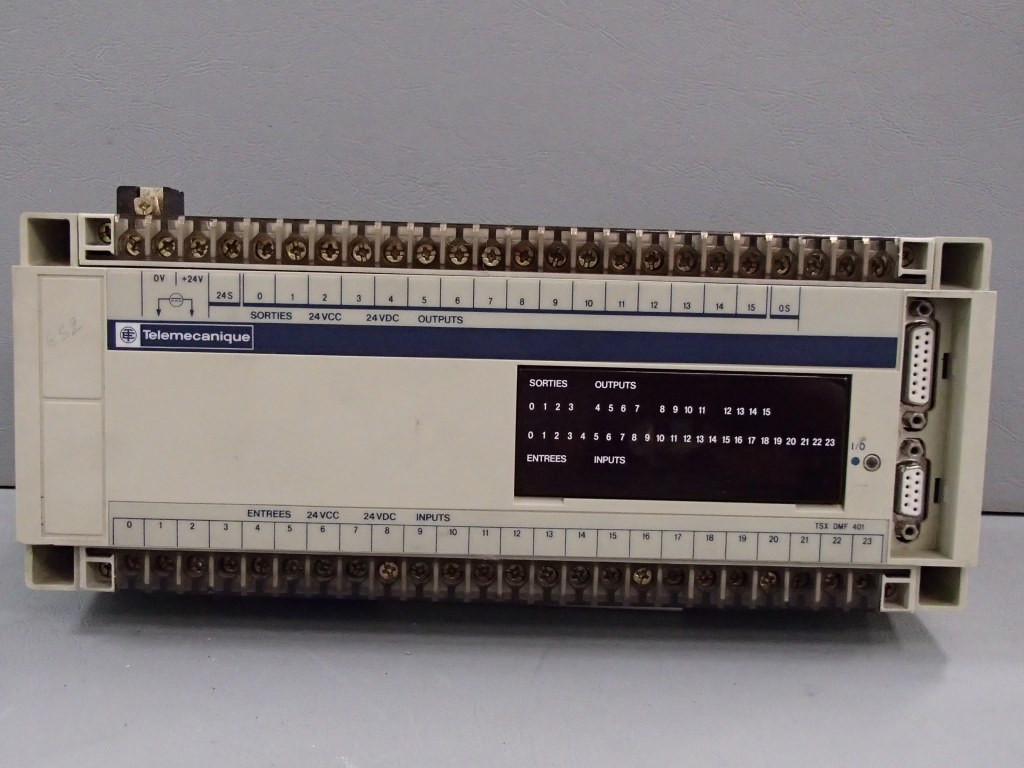 0V +24V
24S 0 1 2 3 4 5 6 7 8 9 10 11 12 13 14 15 0S
SORTIES 24VCC 24VDC OUTPUTS
Telemecanique
SORTIES OUTPUTS
0 1 2 3 4 5 6 7 8 9 10 11 12 13 14 15
0 1 2 3 4 5 6 7 8 9 10 11 12 13 14 15 16 17 18 19 20 21 22 23
ENTREES INPUTS
I/0
ENTREES 24VCC 24VDC INPUTS
TSX DMF 401
0 1 2 3 4 5 6 7 8 9 10 11 12 13 14 15 16 17 18 19 20 21 22 23